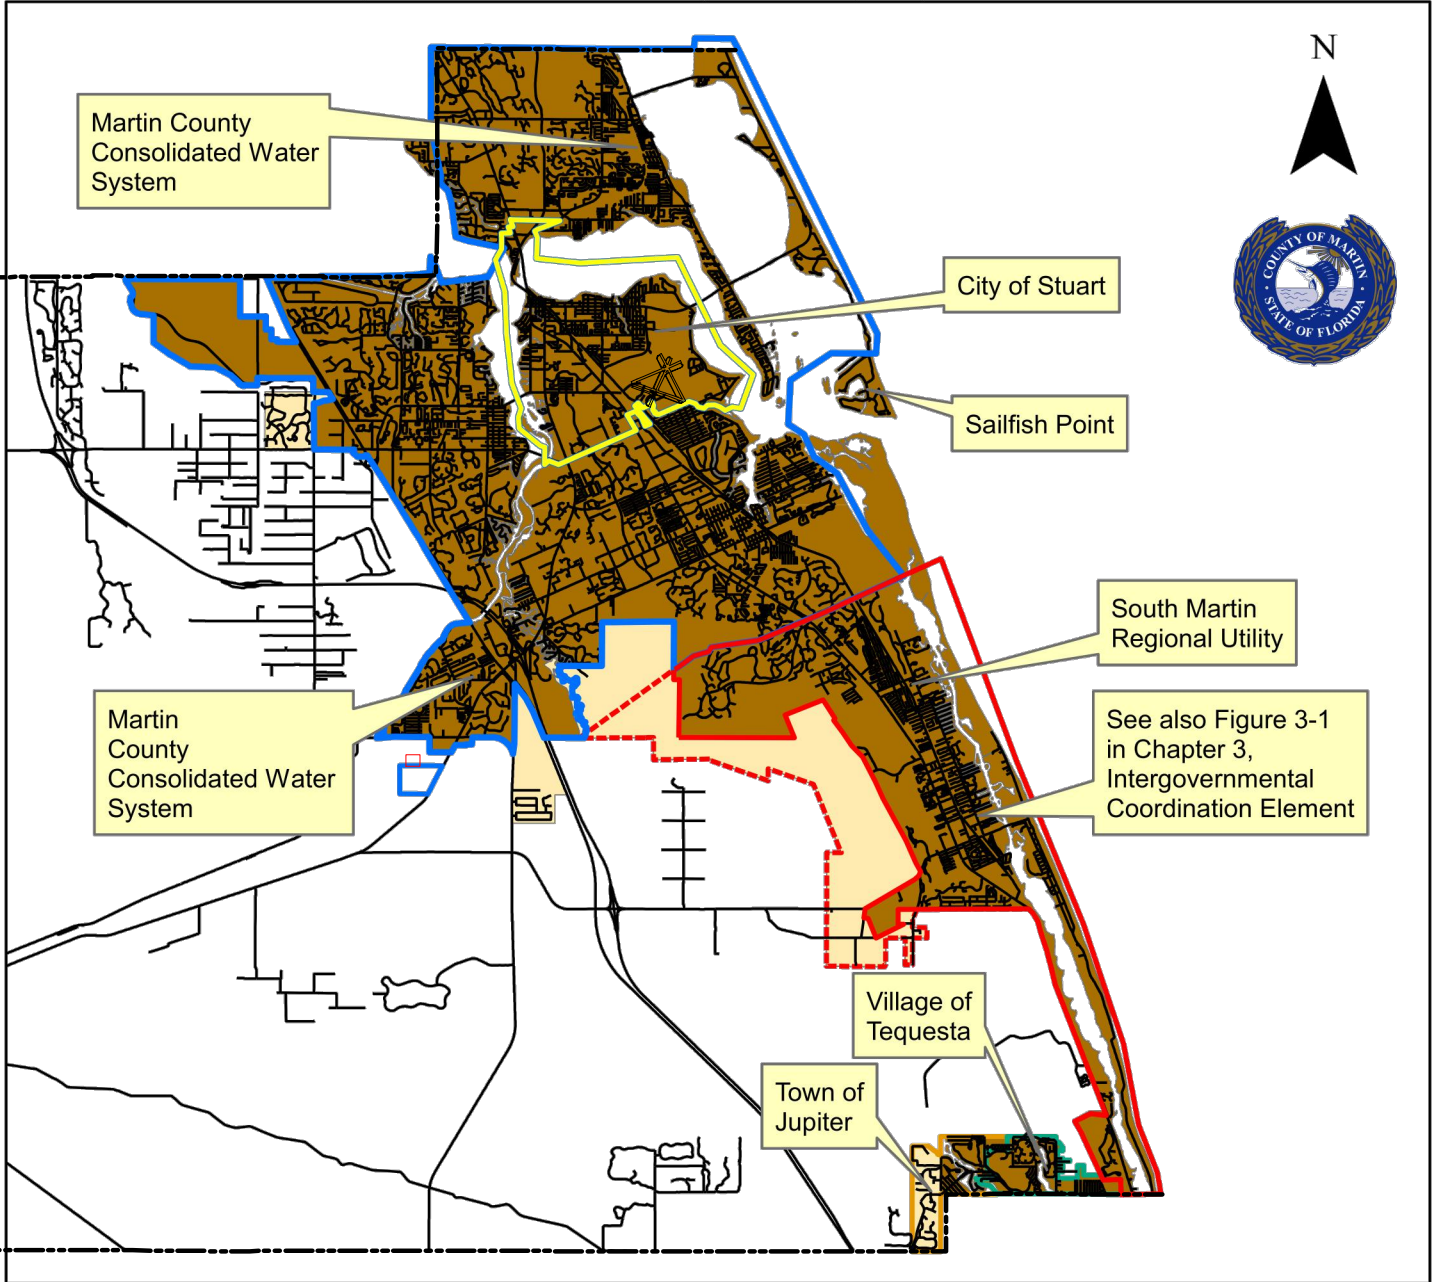 N
Martin County
Consolidated Water
System
COUNTY OF MARTIN
STATE OF FLORIDA
City of Stuart
Sailfish Point
South Martin
Regional Utility
Martin
County
Consolidated Water
System
See also Figure 3-1
in Chapter 3,
Intergovernmental
Coordination Element
Village of
Tequesta
Town of
Jupiter